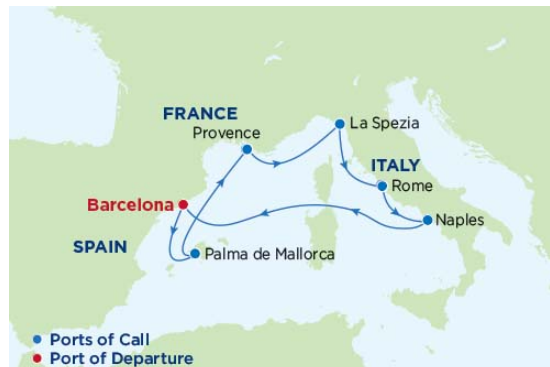 FRANCE
Provence
La Spezia
ITALY
Rome
Barcelona
Naples
SPAIN
Palma de Mallorca
Ports of Call
Port of Departure